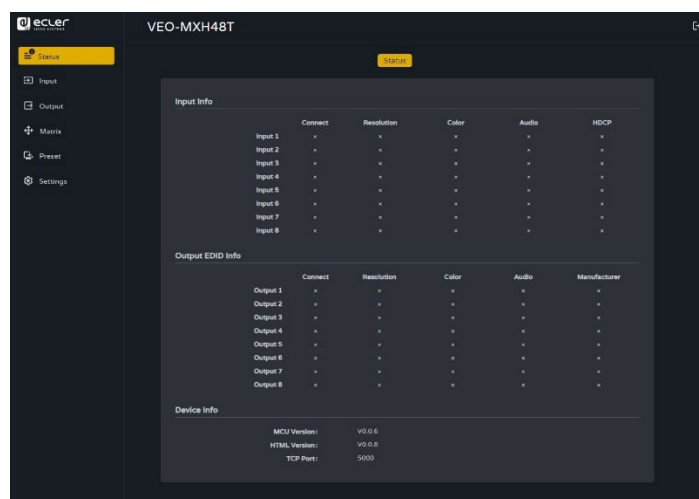 ecler
VEO-MXH48T
Status
Input
Output
Matrix
Preset
Settings
Status
Input Info
Connect Resolution Color Audio HDCP
Input 1 × × × × ×
Input 2 × × × × ×
Input 3 × × × × ×
Input 4 × × × × ×
Input 5 × × × × ×
Input 6 × × × × ×
Input 7 × × × × ×
Input 8 × × × × ×
Output EDID Info
Connect Resolution Color Audio Manufacturer
Output 1 × × × × ×
Output 2 × × × × ×
Output 3 × × × × ×
Output 4 × × × × ×
Output 5 × × × × ×
Output 6 × × × × ×
Output 7 × × × × ×
Output 8 × × × × ×
Device Info
MCU Version: V0.0.6
HTML Version: V0.0.8
TCP Port: 5000